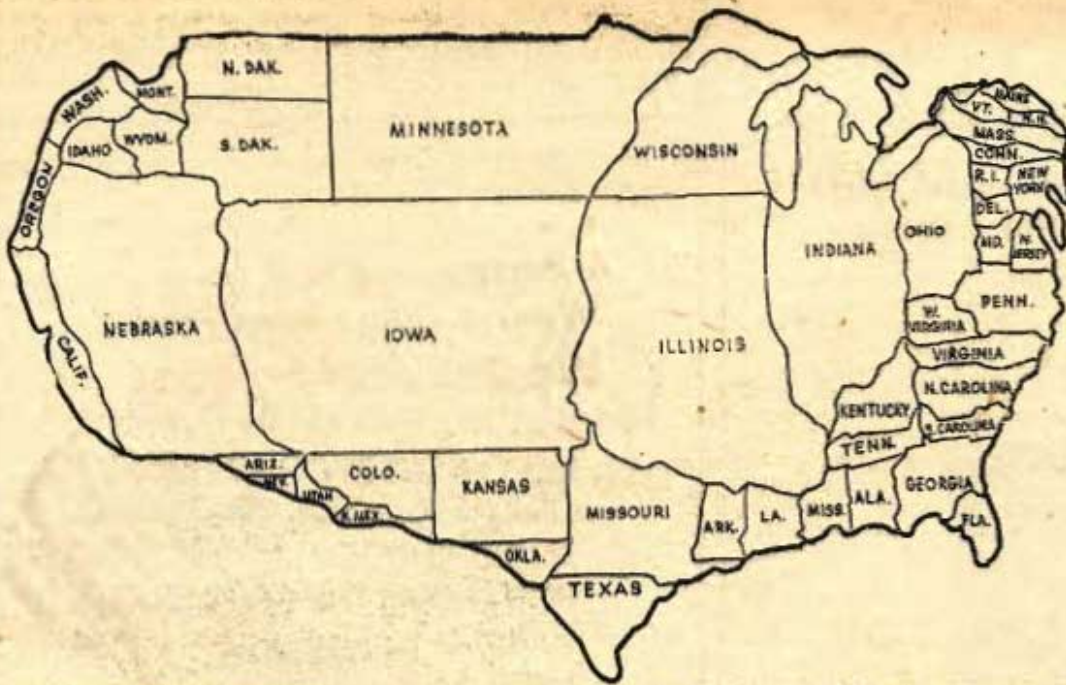 N. DAK.
WASH.
MONT.
MINNESOTA
MAINE
VT.
N. H.
MASS.
IDAHO
WYOM.
S. DAK.
WISCONSIN
CONN.
OREGON
R. I.
NEW
YORK
DEL.
OHIO
MD.
N.
JERSEY
INDIANA
NEBRASKA
IOWA
ILLINOIS
PENN.
W.
VIRGIRIA
CALIF.
VIRGINIA
N. CAROLINA
KENTUCKY
S. CAROLINA
TENN.
ARIZ.
NEV.
UTAH
COLO.
KANSAS
N. MEX.
MISSOURI
ARK.
LA.
MISS.
ALA.
GEORGIA
FLA.
OKLA.
TEXAS